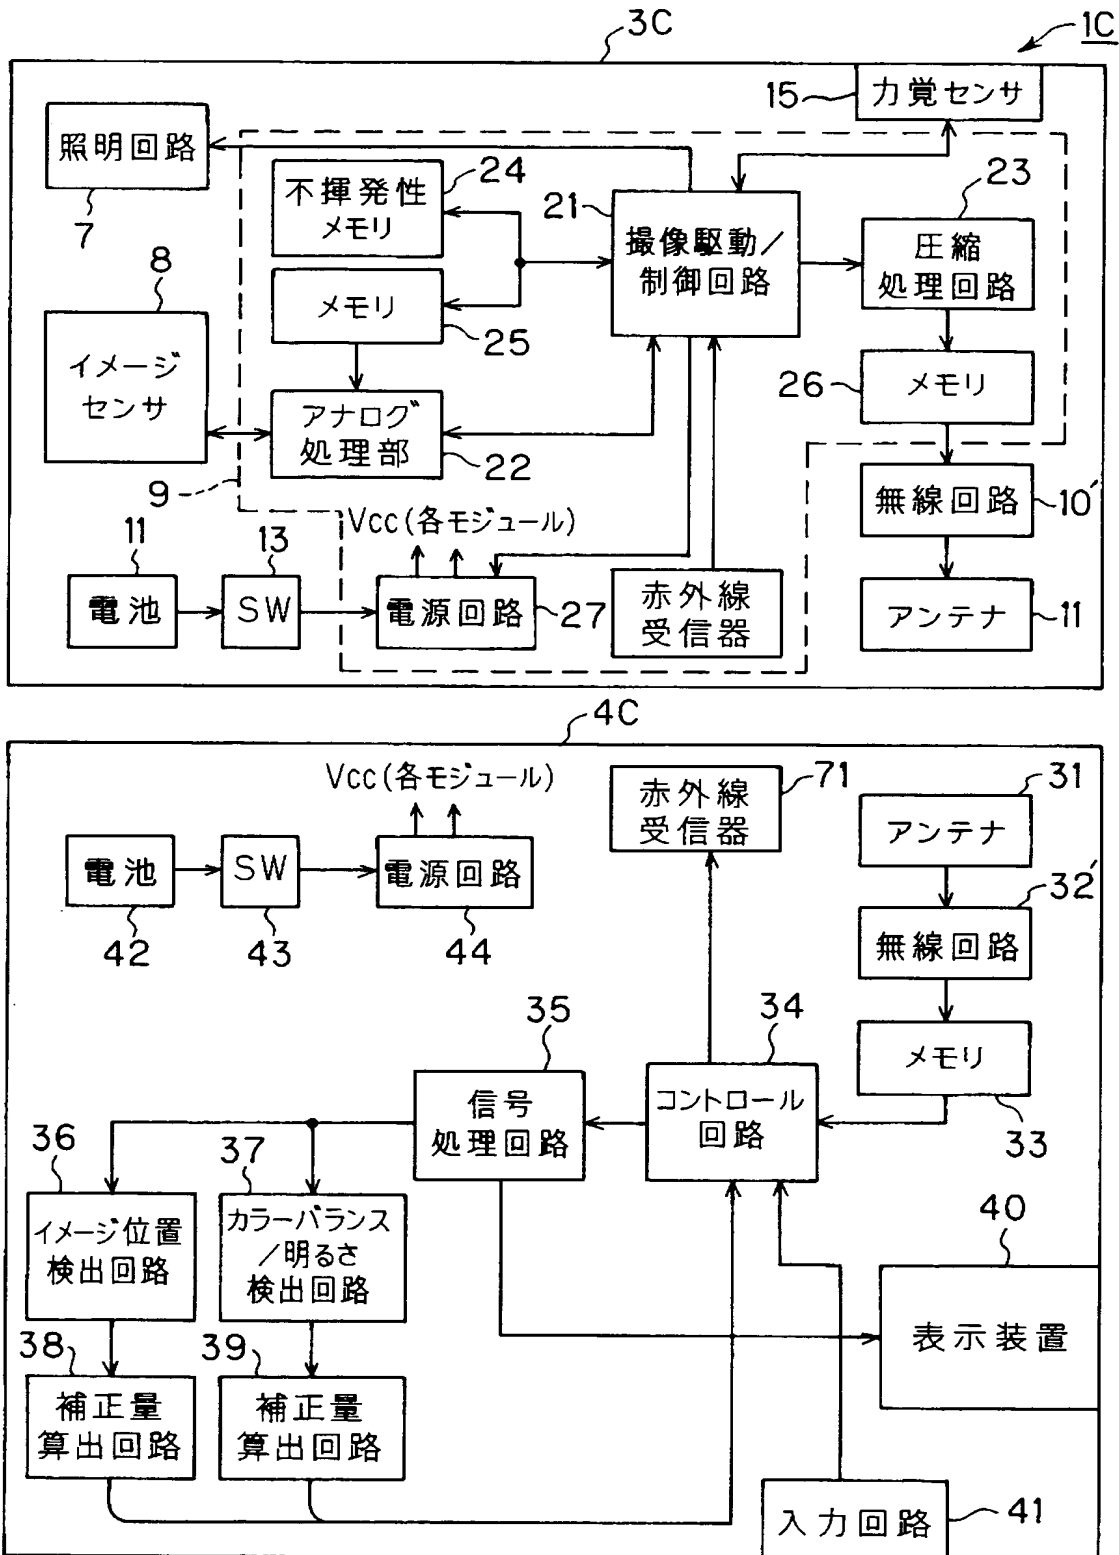 3C
1C
15
力覚センサ
照明回路
7
不揮発性
メモリ
24
21
撮像駆動/
制御回路
23
圧縮
処理回路
8
メモリ
25
イメージ
センサ
26
メモリ
アナログ
処理部
22
9
無線回路
10′
Vcc(各モジュール)
11
13
電池
SW
電源回路
27
赤外線
受信器
アンテナ
11
4C
Vcc(各モジュール)
赤外線
受信器
71
31
アンテナ
電池
SW
電源回路
42
43
44
32′
無線回路
35
34
メモリ
33
信号
処理回路
コントロール
回路
36
37
イメージ位置
検出回路
カラーバランス
/明るさ
検出回路
40
表示装置
38
39
補正量
算出回路
補正量
算出回路
入力回路
41